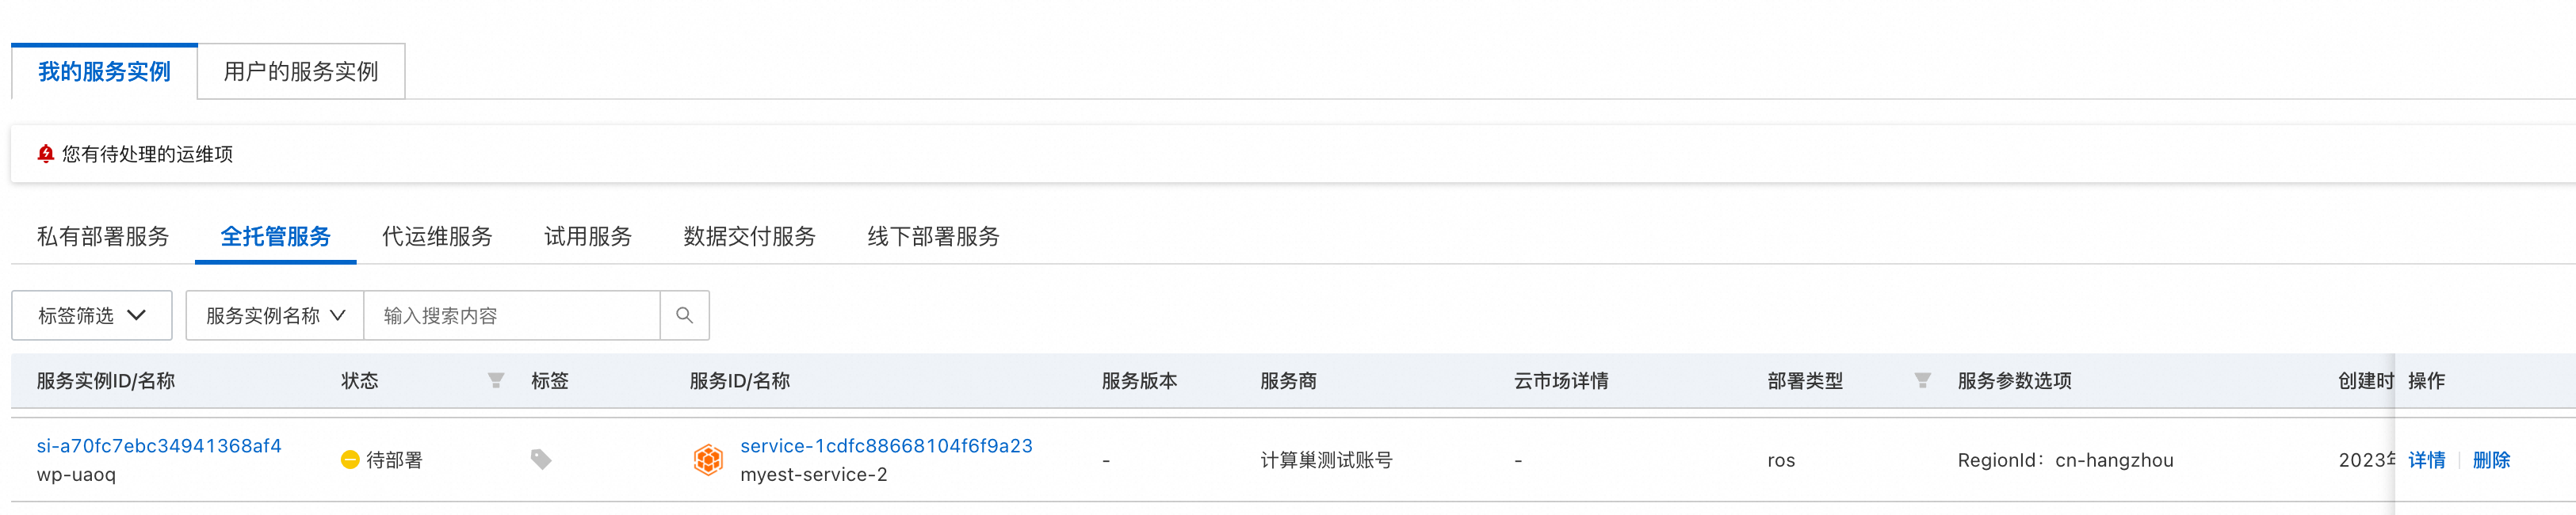 我的服务实例 用户的服务实例
您有待处理的运维项
私有部署服务 全托管服务 代运维服务 试用服务 数据交付服务 线下部署服务
标签筛选 服务实例名称 输入搜索内容
服务实例ID/名称 状态 标签 服务ID/名称 服务版本 服务商 云市场详情 部署类型 服务参数选项 创建时 操作
si-a70fc7ebc34941368af4 待部署 service-1cdfc88668104f6f9a23 - 计算巢测试账号 - ros RegionId：cn-hangzhou 2023年 详情 删除
wp-uaoq myest-service-2